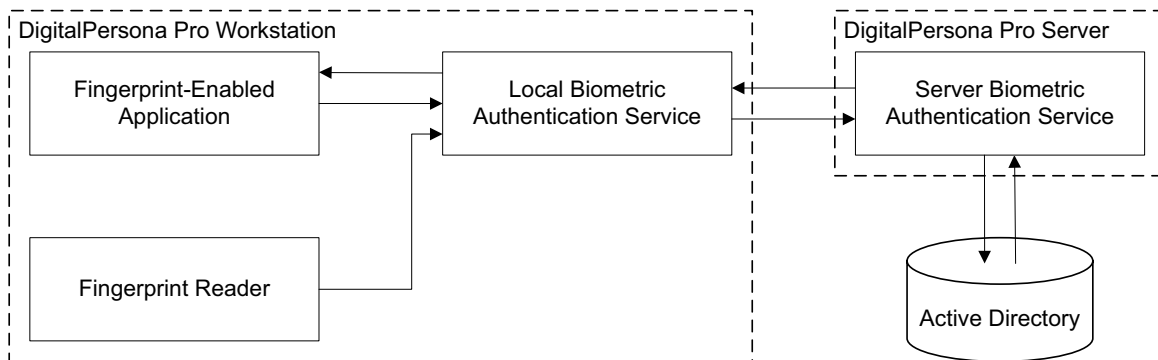 DigitalPersona Pro Workstation
Fingerprint-Enabled
Application
Local Biometric
Authentication Service
Fingerprint Reader
DigitalPersona Pro Server
Server Biometric
Authentication Service
Active Directory